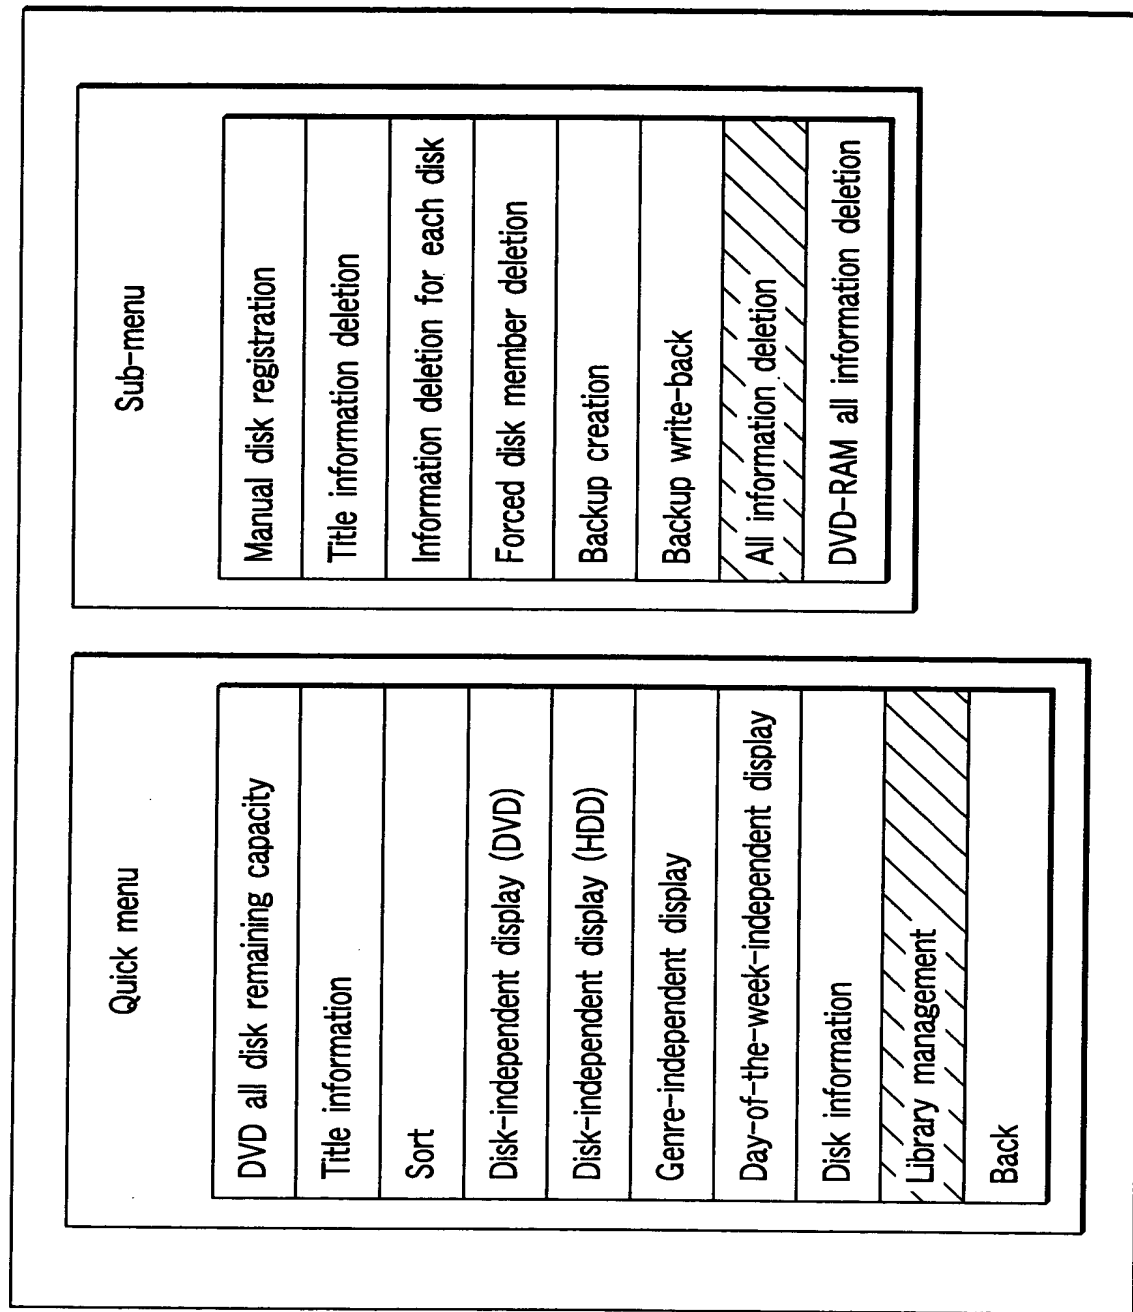 Quick menu
DVD all disk remaining capacity
Title information
Sort
Disk-independent display (DVD)
Disk-independent display (HDD)
Genre-independent display
Day-of-the-week-independent display
Disk information
Library management
Back
Sub-menu
Manual disk registration
Title information deletion
Information deletion for each disk
Forced disk member deletion
Backup creation
Backup write-back
All information deletion
DVD-RAM all information deletion